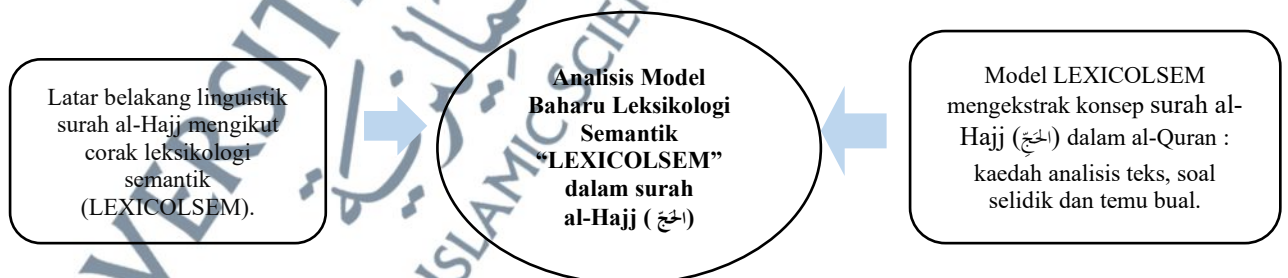 Latar belakang linguistik
surah al-Hajj mengikut
corak leksikologi
semantik
(LEXICOLSEM).
Analisis Model
Baharu Leksikologi
Semantik
“LEXICOLSEM”
dalam surah
al-Hajj ( الحَجّ)
Model LEXICOLSEM
mengekstrak konsep surah al-
Hajj (الحَجِّ) dalam al-Quran :
kaedah analisis teks, soal
selidik dan temu bual.